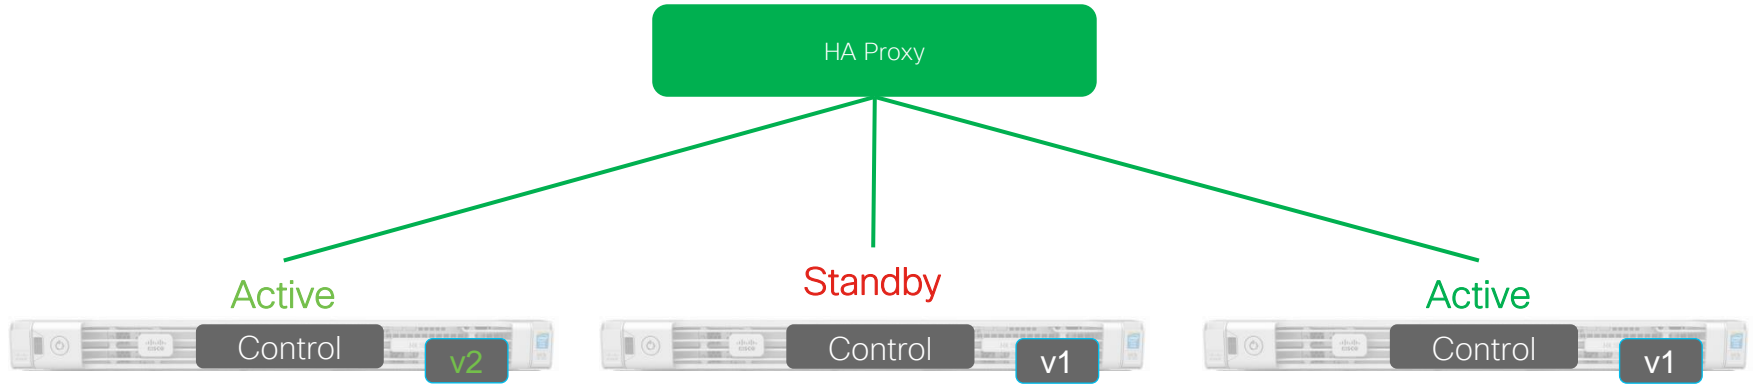 HA Proxy
Active
Standby
Active
Control
v2
Control
v1
Control
v1